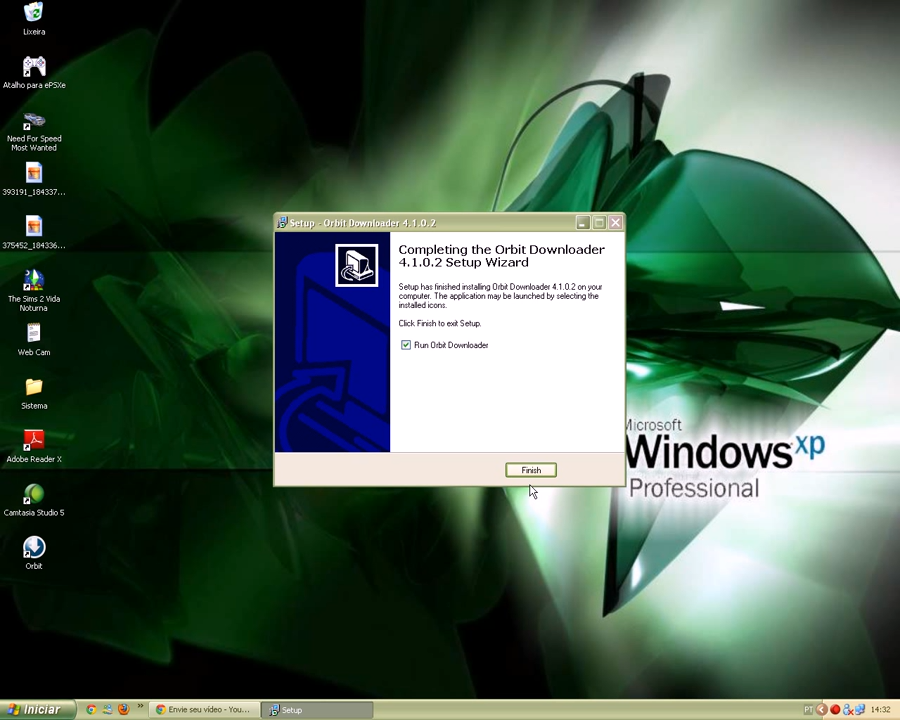 Lixeira
Atalho para ePSXe
Need For Speed
Most Wanted
393191_184337...
375452_184336...
The Sims 2 Vida
Noturna
Web Cam
Sistema
Adobe Reader X
Camtasia Studio 5
Orbit
Setup - Orbit Downloader 4.1.0.2
Completing the Orbit Downloader
4.1.0.2 Setup Wizard
Setup has finished installing Orbit Downloader 4.1.0.2 on your
computer. The application may be launched by selecting the
installed icons.
Click Finish to exit Setup.
Run Orbit Downloader
Finish
Microsoft
Windows xp
Professional
Iniciar
»
Envie seu vídeo - You...
Setup
PT
14:32